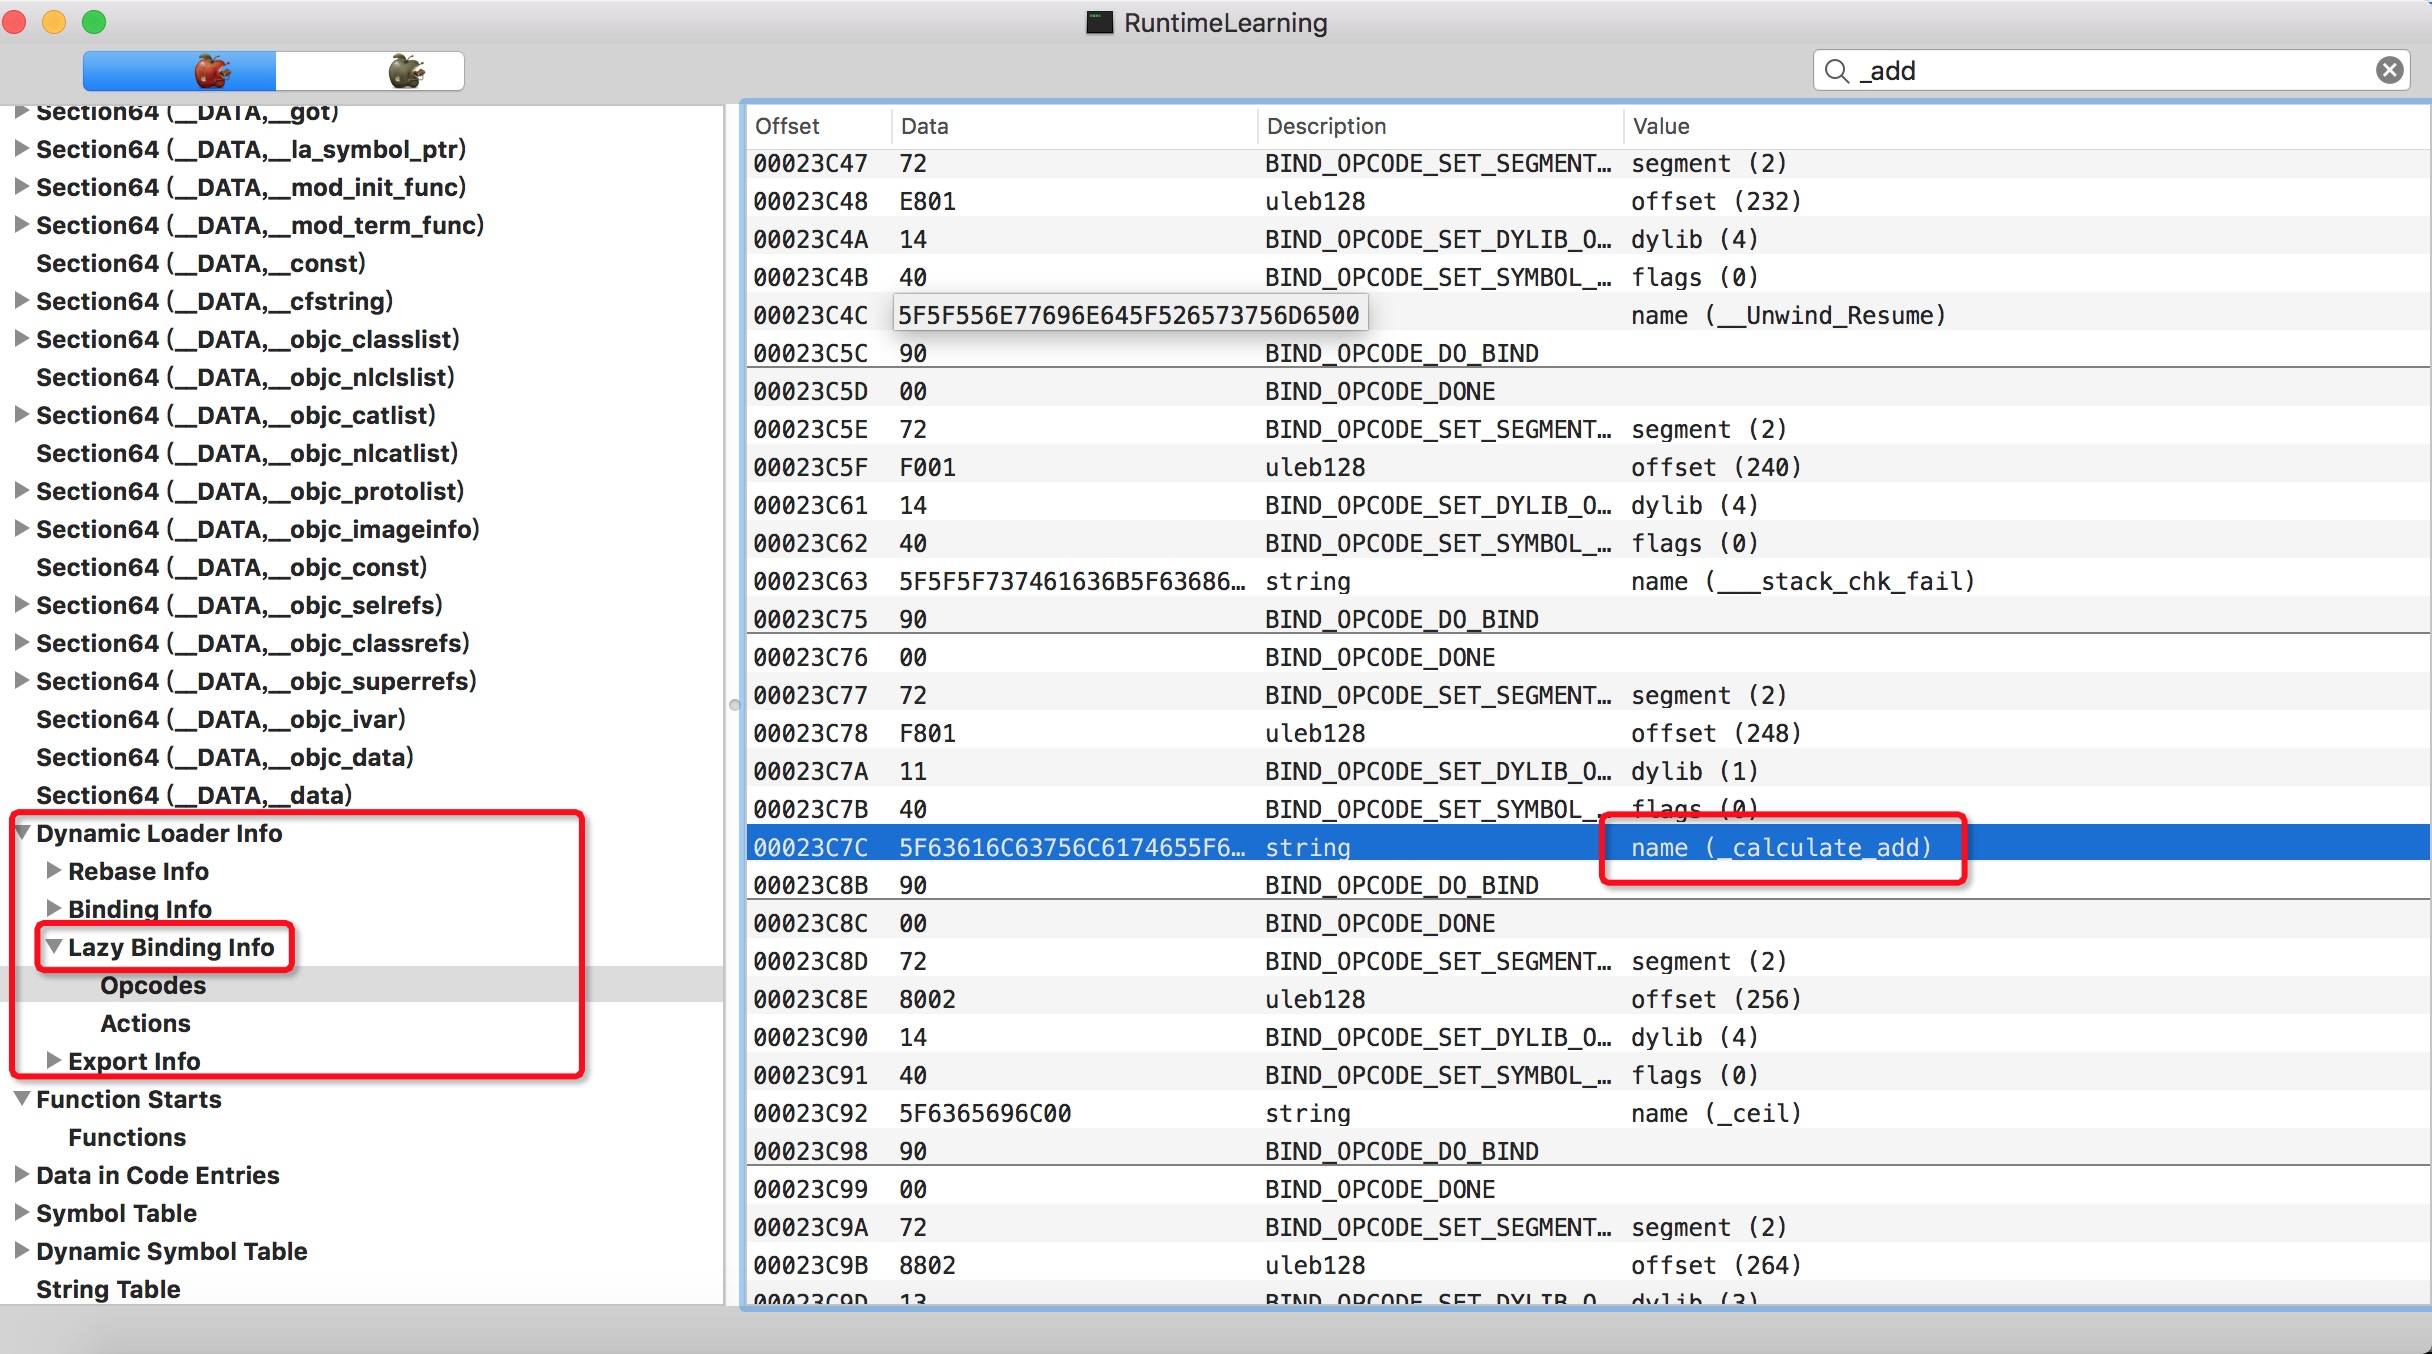 RuntimeLearning
_add
Section64 (__DATA,__got)
Section64 (__DATA,__la_symbol_ptr)
Section64 (__DATA,__mod_init_func)
Section64 (__DATA,__mod_term_func)
Section64 (__DATA,__const)
Section64 (__DATA,__cfstring)
Section64 (__DATA,__objc_classlist)
Section64 (__DATA,__objc_nlclslist)
Section64 (__DATA,__objc_catlist)
Section64 (__DATA,__objc_nlcatlist)
Section64 (__DATA,__objc_protolist)
Section64 (__DATA,__objc_imageinfo)
Section64 (__DATA,__objc_const)
Section64 (__DATA,__objc_selrefs)
Section64 (__DATA,__objc_classrefs)
Section64 (__DATA,__objc_superrefs)
Section64 (__DATA,__objc_ivar)
Section64 (__DATA,__objc_data)
Section64 (__DATA,__data)
Dynamic Loader Info
Rebase Info
Binding Info
Lazy Binding Info
Opcodes
Actions
Export Info
Function Starts
Functions
Data in Code Entries
Symbol Table
Dynamic Symbol Table
String Table
Offset Data Description Value
00023C47 72 BIND_OPCODE_SET_SEGMENT… segment (2)
00023C48 E801 uleb128 offset (232)
00023C4A 14 BIND_OPCODE_SET_DYLIB_O… dylib (4)
00023C4B 40 BIND_OPCODE_SET_SYMBOL_… flags (0)
00023C4C 5F5F556E77696E645F526573756D6500 name (__Unwind_Resume)
00023C5C 90 BIND_OPCODE_DO_BIND
00023C5D 00 BIND_OPCODE_DONE
00023C5E 72 BIND_OPCODE_SET_SEGMENT… segment (2)
00023C5F F001 uleb128 offset (240)
00023C61 14 BIND_OPCODE_SET_DYLIB_O… dylib (4)
00023C62 40 BIND_OPCODE_SET_SYMBOL_… flags (0)
00023C63 5F5F5F737461636B5F63686… string name (___stack_chk_fail)
00023C75 90 BIND_OPCODE_DO_BIND
00023C76 00 BIND_OPCODE_DONE
00023C77 72 BIND_OPCODE_SET_SEGMENT… segment (2)
00023C78 F801 uleb128 offset (248)
00023C7A 11 BIND_OPCODE_SET_DYLIB_O… dylib (1)
00023C7B 40 BIND_OPCODE_SET_SYMBOL_… flags (0)
00023C7C 5F63616C63756C6174655F6… string name (_calculate_add)
00023C8B 90 BIND_OPCODE_DO_BIND
00023C8C 00 BIND_OPCODE_DONE
00023C8D 72 BIND_OPCODE_SET_SEGMENT… segment (2)
00023C8E 8002 uleb128 offset (256)
00023C90 14 BIND_OPCODE_SET_DYLIB_O… dylib (4)
00023C91 40 BIND_OPCODE_SET_SYMBOL_… flags (0)
00023C92 5F6365696C00 string name (_ceil)
00023C98 90 BIND_OPCODE_DO_BIND
00023C99 00 BIND_OPCODE_DONE
00023C9A 72 BIND_OPCODE_SET_SEGMENT… segment (2)
00023C9B 8802 uleb128 offset (264)
00023C9D 13 BIND_OPCODE_SET_DYLIB_O dylib (3)